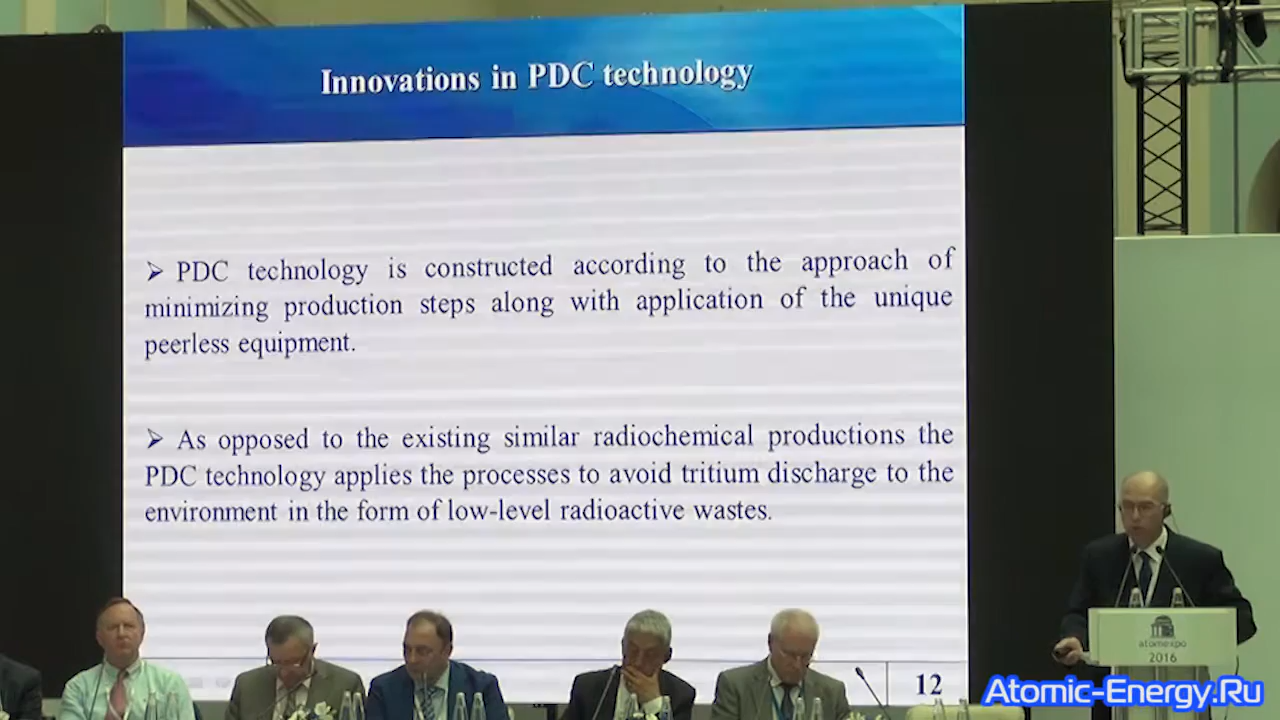 Innovations in PDC technology
➢ PDC technology is constructed according to the approach of
minimizing production steps along with application of the unique
peerless equipment.
➢ As opposed to the existing similar radiochemical productions the
PDC technology applies the processes to avoid tritium discharge to the
environment in the form of low-level radioactive wastes.
12
atomexpo
2016
Atomic-Energy.Ru